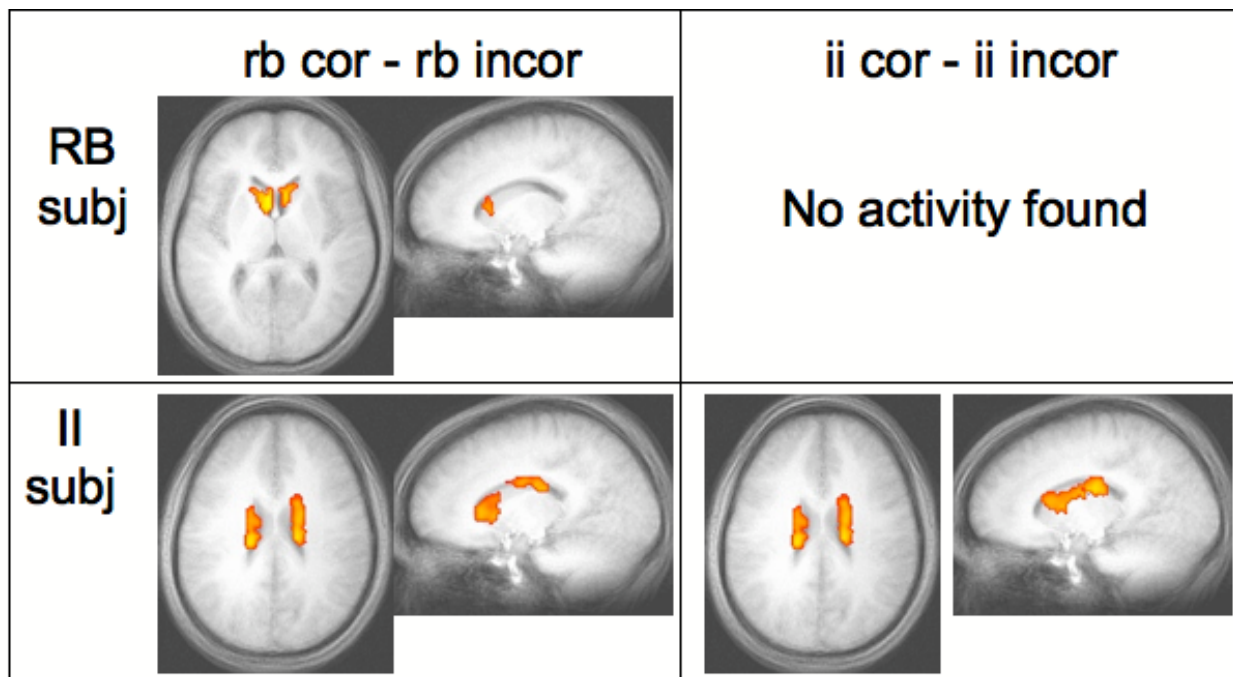 rb cor - rb incor
ii cor - ii incor
RB
subj
No activity found
II
subj